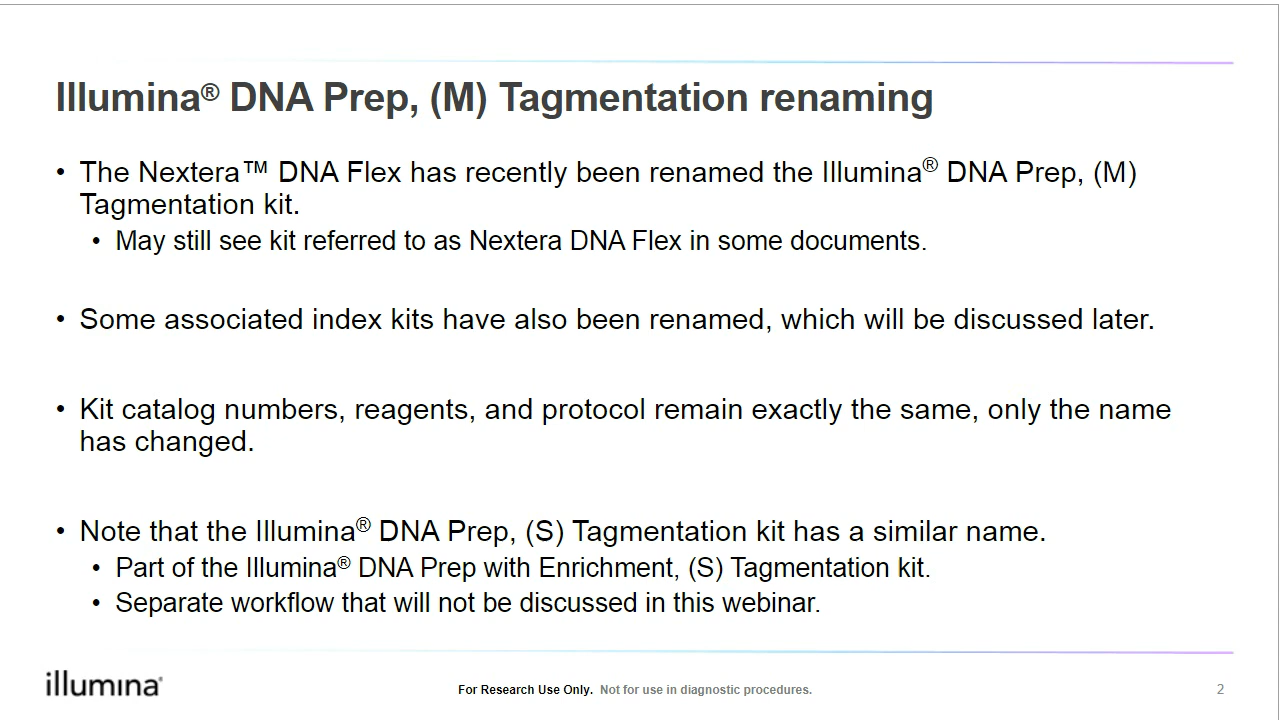 Illumina® DNA Prep, (M) Tagmentation renaming
• The Nextera™ DNA Flex has recently been renamed the Illumina® DNA Prep, (M)
Tagmentation kit.
• May still see kit referred to as Nextera DNA Flex in some documents.
• Some associated index kits have also been renamed, which will be discussed later.
• Kit catalog numbers, reagents, and protocol remain exactly the same, only the name
has changed.
• Note that the Illumina® DNA Prep, (S) Tagmentation kit has a similar name.
• Part of the Illumina® DNA Prep with Enrichment, (S) Tagmentation kit.
• Separate workflow that will not be discussed in this webinar.
illumina®
For Research Use Only. Not for use in diagnostic procedures.
2